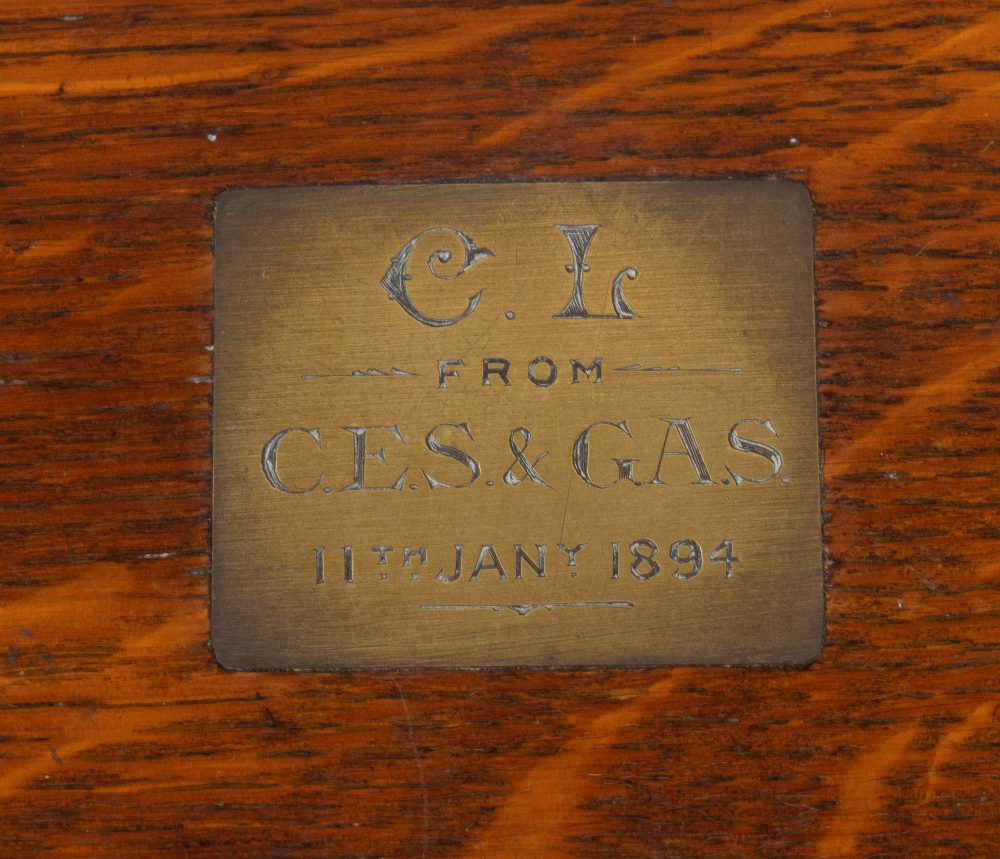 C. L
FROM
C.E.S. & G.A.S.
11TH JANY 1894